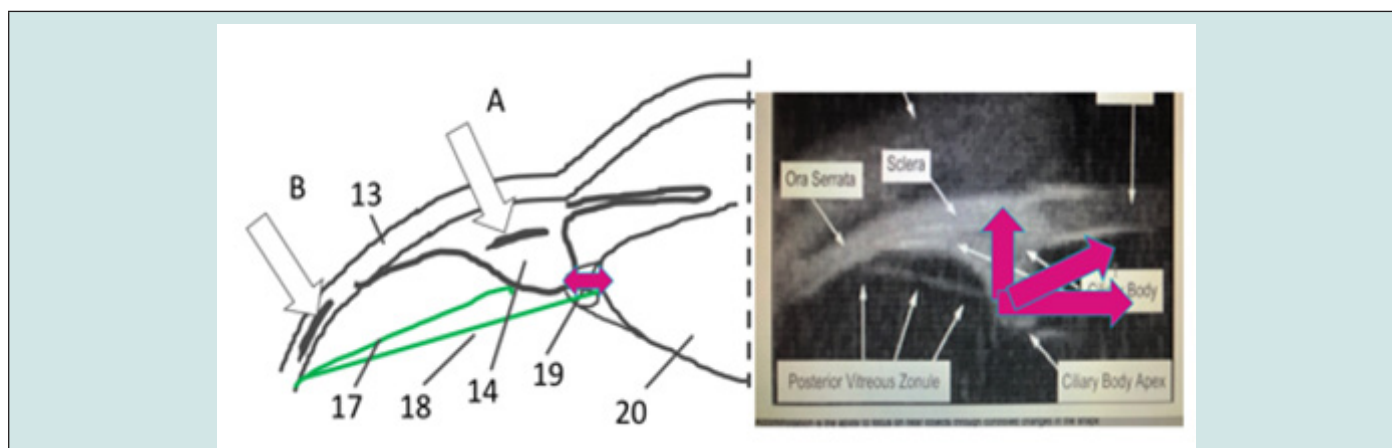 A
B
13
17
18
14
19
20
Ora Serrata
Sclera
Body
Posterior Vitreous Zonule
Ciliary Body Apex